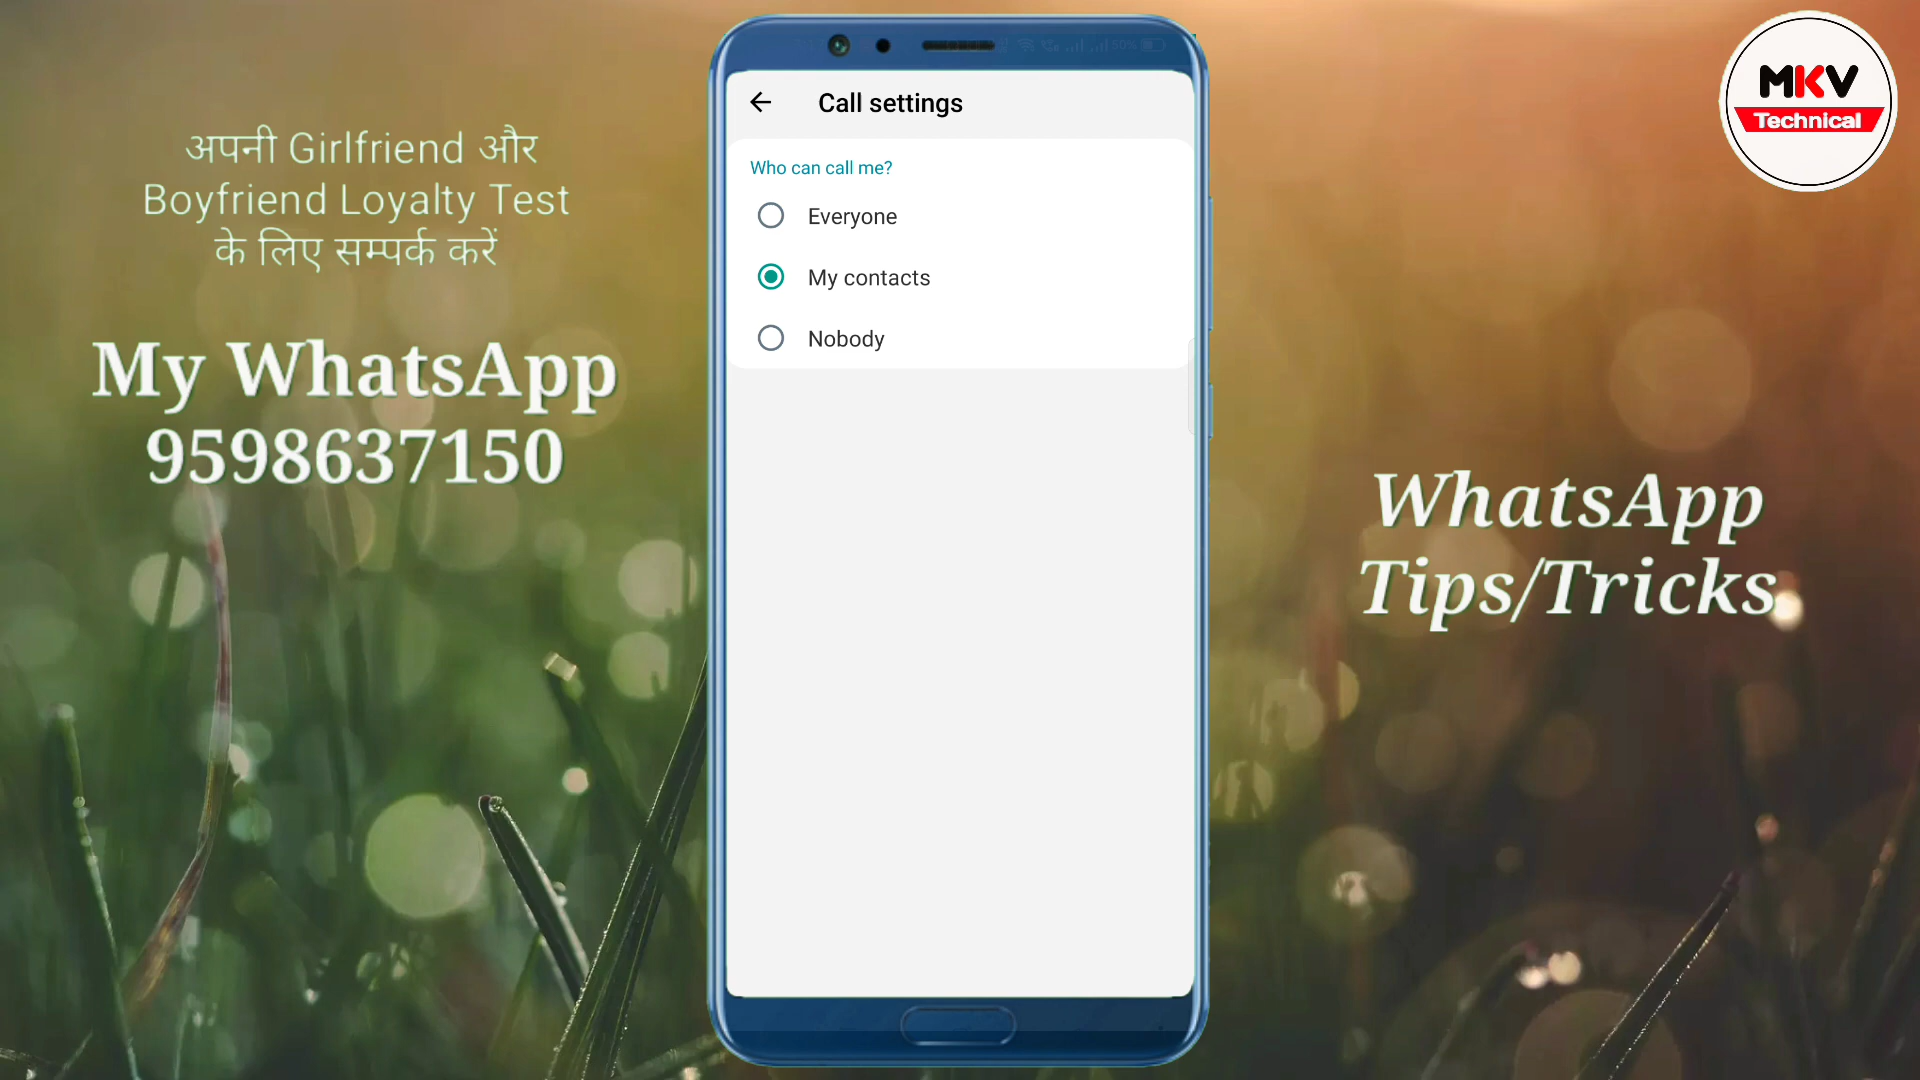 अपनी Girlfriend और
Boyfriend Loyalty Test
के लिए सम्पर्क करें
My WhatsApp
9598637150
50%
Call settings
Who can call me?
Everyone
My contacts
Nobody
MKV
Technical
WhatsApp
Tips/Tricks